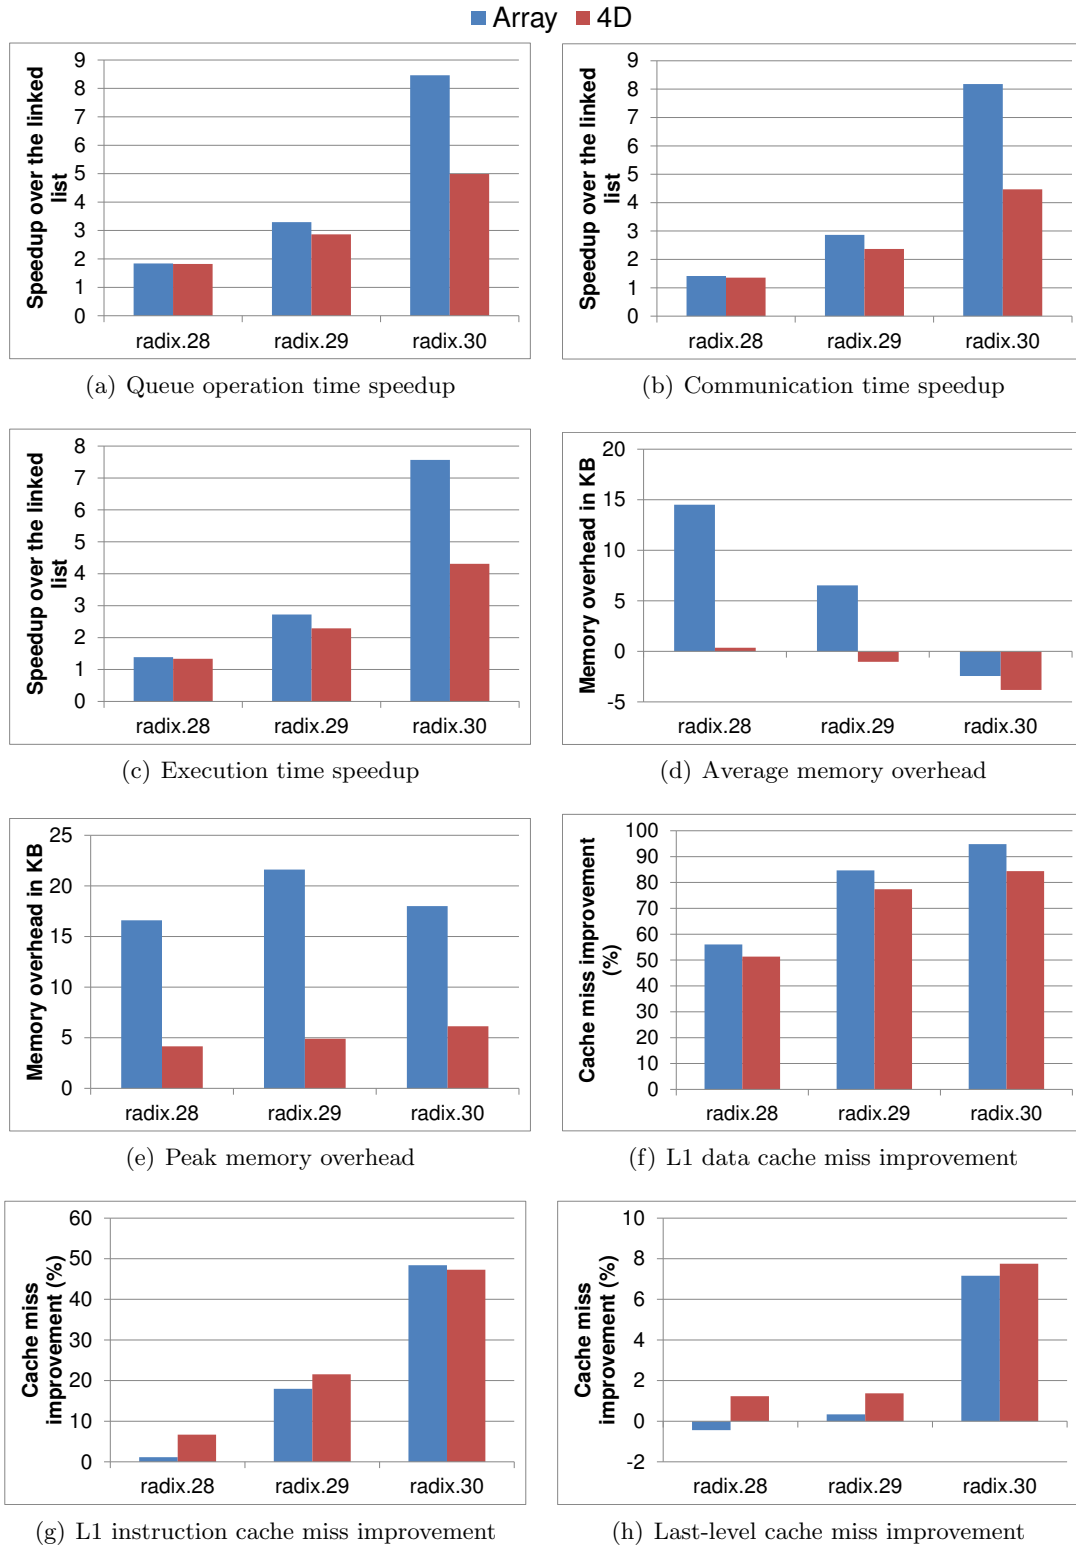 Array 4D
Speedup over the linked
list
9
8
7
6
5
4
3
2
1
0
radix.28 radix.29 radix.30
(a) Queue operation time speedup
Speedup over the linked
list
9
8
7
6
5
4
3
2
1
0
radix.28 radix.29 radix.30
(b) Communication time speedup
Speedup over the linked
list
8
7
6
5
4
3
2
1
0
radix.28 radix.29 radix.30
(c) Execution time speedup
Memory overhead in KB
20
15
10
5
0
-5
radix.28 radix.29 radix.30
(d) Average memory overhead
Memory overhead in KB
25
20
15
10
5
0
radix.28 radix.29 radix.30
(e) Peak memory overhead
Cache miss improvement
(%)
100
90
80
70
60
50
40
30
20
10
0
radix.28 radix.29 radix.30
(f) L1 data cache miss improvement
Cache miss
improvement (%)
60
50
40
30
20
10
0
radix.28 radix.29 radix.30
(g) L1 instruction cache miss improvement
Cache miss
improvement (%)
10
8
6
4
2
0
-2
radix.28 radix.29 radix.30
(h) Last-level cache miss improvement